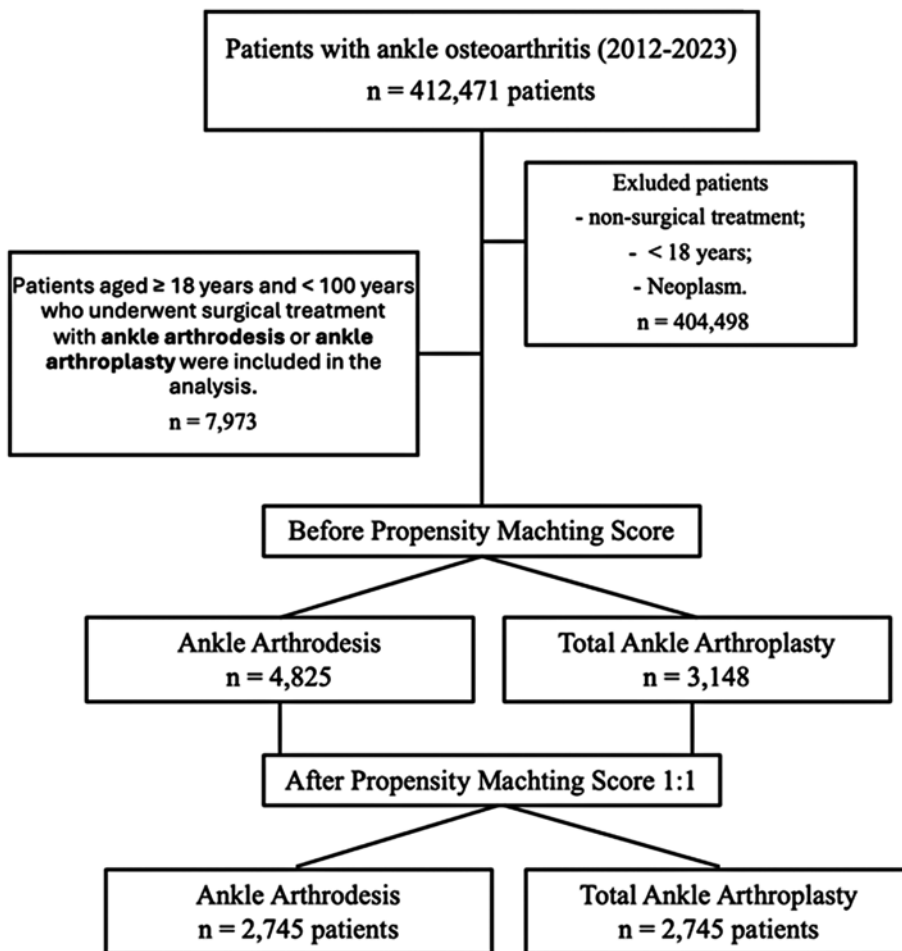 Patients with ankle osteoarthritis (2012-2023)
n = 412,471 patients
Exluded patients
- non-surgical treatment;
- < 18 years;
- Neoplasm.
n = 404,498
Patients aged ≥ 18 years and < 100 years
who underwent surgical treatment
with ankle arthrodesis or ankle
arthroplasty were included in the
analysis.
n = 7,973
Before Propensity Machting Score
Ankle Arthrodesis
n = 4,825
Total Ankle Arthroplasty
n = 3,148
After Propensity Machting Score 1:1
Ankle Arthrodesis
n = 2,745 patients
Total Ankle Arthroplasty
n = 2,745 patients